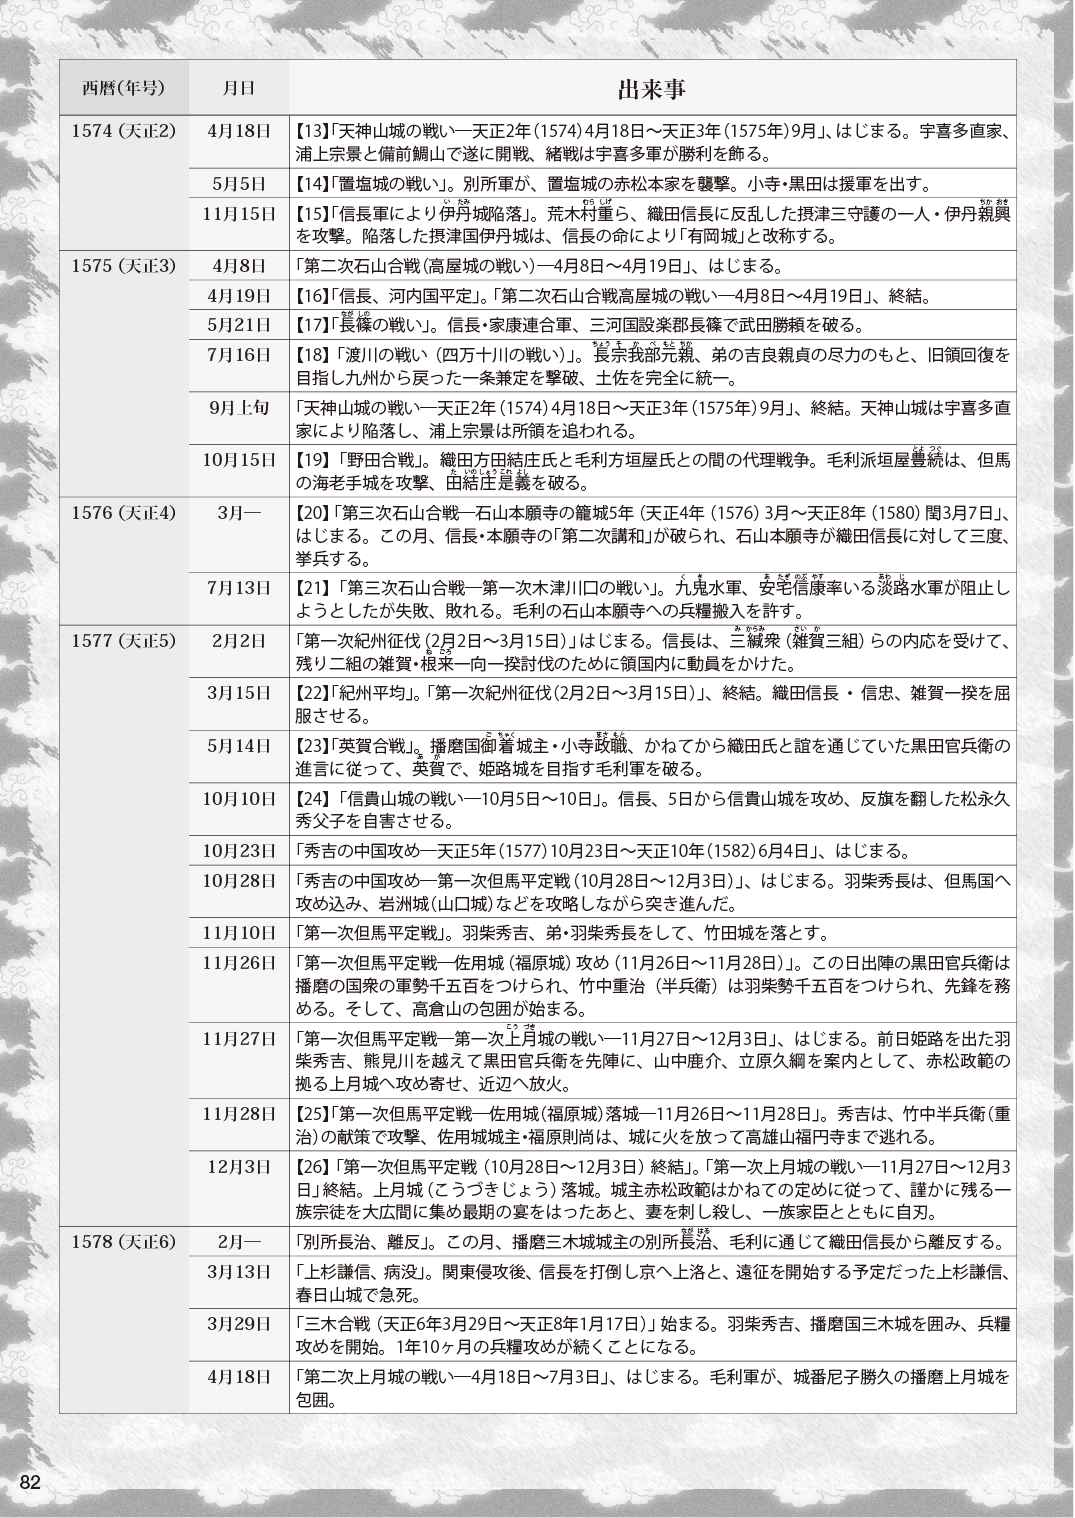 西暦（年号） 月日 出来事
1574（天正2） 4月18日 【13】「天神山城の戦い―天正2年（1574）4月18日～天正3年（1575年）9月」、はじまる。宇喜多直家、
浦上宗景と備前鯛山で遂に開戦、緒戦は宇喜多軍が勝利を飾る。
5月5日 【14】「置塩城の戦い」。別所軍が、置塩城の赤松本家を襲撃。小寺・黒田は援軍を出す。
い たみ むら しげ ちか おき
11月15日 【15】「信長軍により伊丹城陥落」。荒木村重ら、織田信長に反乱した摂津三守護の一人・伊丹親興
を攻撃。陥落した摂津国伊丹城は、信長の命により「有岡城」と改称する。
1575（天正3） 4月8日 「第二次石山合戦（高屋城の戦い）―4月8日～4月19日」、はじまる。
4月19日 【16】「信長、河内国平定」。「第二次石山合戦高屋城の戦い―4月8日～4月19日」、終結。
なが しの
5月21日 【17】「長篠の戦い」。信長・家康連合軍、三河国設楽郡長篠で武田勝頼を破る。
ちょう そ か べ もと ちか
7月16日 【18】「渡川の戦い（四万十川の戦い）」。長宗我部元親、弟の吉良親貞の尽力のもと、旧領回復を
目指し九州から戻った一条兼定を撃破、土佐を完全に統一。
9月上旬 「天神山城の戦い―天正2年（1574）4月18日～天正3年（1575年）9月」、終結。天神山城は宇喜多直
家により陥落し、浦上宗景は所領を追われる。
とよ つぐ
10月15日 【19】「野田合戦」。織田方田結庄氏と毛利方垣屋氏との間の代理戦争。毛利派垣屋豊続は、但馬
た いのしょうこれ よし
の海老手城を攻撃、田結庄是義を破る。
1576（天正4） 3月― 【20】「第三次石山合戦―石山本願寺の籠城5年（天正4年（1576）3月～天正8年（1580）閏3月7日」、
はじまる。この月、信長・本願寺の「第二次講和」が破られ、石山本願寺が織田信長に対して三度、
挙兵する。
く き あ たぎ のぶ やす あわ じ
7月13日 【21】「第三次石山合戦―第一次木津川口の戦い」。九鬼水軍、安宅信康率いる淡路水軍が阻止し
ようとしたが失敗、敗れる。毛利の石山本願寺への兵糧搬入を許す。
み からみ さい か
1577（天正5） 2月2日 「第一次紀州征伐（2月2日～3月15日）」はじまる。信長は、三緘衆（雑賀三組）らの内応を受けて、
ね ごろ
残り二組の雑賀・根来一向一揆討伐のために領国内に動員をかけた。
3月15日 【22】「紀州平均」。「第一次紀州征伐（2月2日～3月15日）」、終結。織田信長・信忠、雑賀一揆を屈
服させる。
ご ちゃく まさ もと
5月14日 【23】「英賀合戦」。播磨国御着城主・小寺政職、かねてから織田氏と誼を通じていた黒田官兵衛の
あ が
進言に従って、英賀で、姫路城を目指す毛利軍を破る。
10月10日 【24】「信貴山城の戦い―10月5日～10日」。信長、5日から信貴山城を攻め、反旗を翻した松永久
秀父子を自害させる。
10月23日 「秀吉の中国攻め―天正5年（1577）10月23日～天正10年（1582）6月4日」、はじまる。
10月28日 「秀吉の中国攻め―第一次但馬平定戦（10月28日～12月3日）」、はじまる。羽柴秀長は、但馬国へ
攻め込み、岩洲城（山口城）などを攻略しながら突き進んだ。
11月10日 「第一次但馬平定戦」。羽柴秀吉、弟・羽柴秀長をして、竹田城を落とす。
11月26日 「第一次但馬平定戦―佐用城（福原城）攻め（11月26日～11月28日）」。この日出陣の黒田官兵衛は
播磨の国衆の軍勢千五百をつけられ、竹中重治（半兵衛）は羽柴勢千五百をつけられ、先鋒を務
める。そして、高倉山の包囲が始まる。
こう づき
11月27日 「第一次但馬平定戦―第一次上月城の戦い―11月27日～12月3日」、はじまる。前日姫路を出た羽
柴秀吉、熊見川を越えて黒田官兵衛を先陣に、山中鹿介、立原久綱を案内として、赤松政範の
拠る上月城へ攻め寄せ、近辺へ放火。
11月28日 【25】「第一次但馬平定戦―佐用城（福原城）落城―11月26日～11月28日」。秀吉は、竹中半兵衛（重
治）の献策で攻撃、佐用城城主・福原則尚は、城に火を放って高雄山福円寺まで逃れる。
12月3日 【26】「第一次但馬平定戦（10月28日～12月3日）終結」。「第一次上月城の戦い―11月27日～12月3
日」終結。上月城（こうづきじょう）落城。城主赤松政範はかねての定めに従って、謹かに残る一
族宗徒を大広間に集め最期の宴をはったあと、妻を刺し殺し、一族家臣とともに自刃。
なが はる
1578（天正6） 2月― 「別所長治、離反」。この月、播磨三木城城主の別所長治、毛利に通じて織田信長から離反する。
3月13日 「上杉謙信、病没」。関東侵攻後、信長を打倒し京へ上洛と、遠征を開始する予定だった上杉謙信、
春日山城で急死。
3月29日 「三木合戦（天正6年3月29日～天正8年1月17日）」始まる。羽柴秀吉、播磨国三木城を囲み、兵糧
攻めを開始。1年10ヶ月の兵糧攻めが続くことになる。
4月18日 「第二次上月城の戦い―4月18日～7月3日」、はじまる。毛利軍が、城番尼子勝久の播磨上月城を
包囲。
82